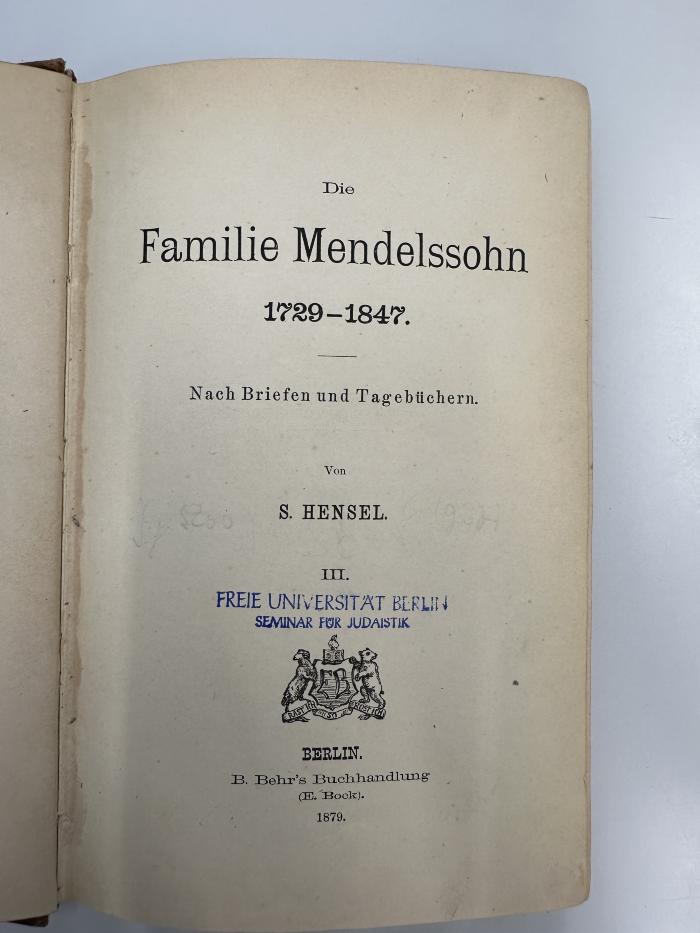 Die
Familie Mendelssohn
1729–1847.
Nach Briefen und Tagebüchern.
Von
S. HENSEL.
III.
FREIE UNIVERSITÄT BERLIN
SEMINAR FÜR JUDAISTIK
BERLIN.
B. Behr's Buchhandlung
(E. Bock).
1879.